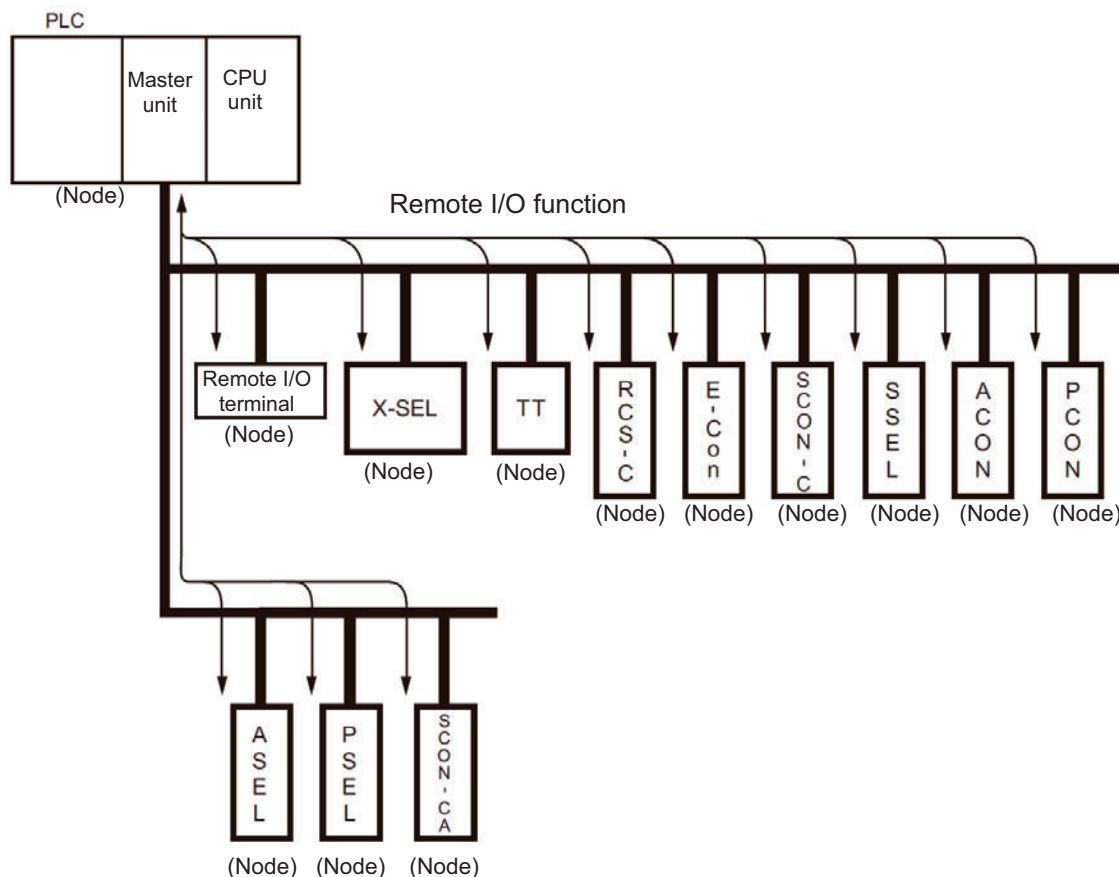 PLC
Master
unit
CPU
unit
(Node)
Remote I/O function
Remote I/O
terminal
(Node)
X-SEL
(Node)
TT
(Node)
RCS-C
(Node)
E-Con
(Node)
SCON-C
(Node)
SSEL
(Node)
ACON
(Node)
PCON
(Node)
ASEL
(Node)
PSEL
(Node)
SCON-CA
(Node)